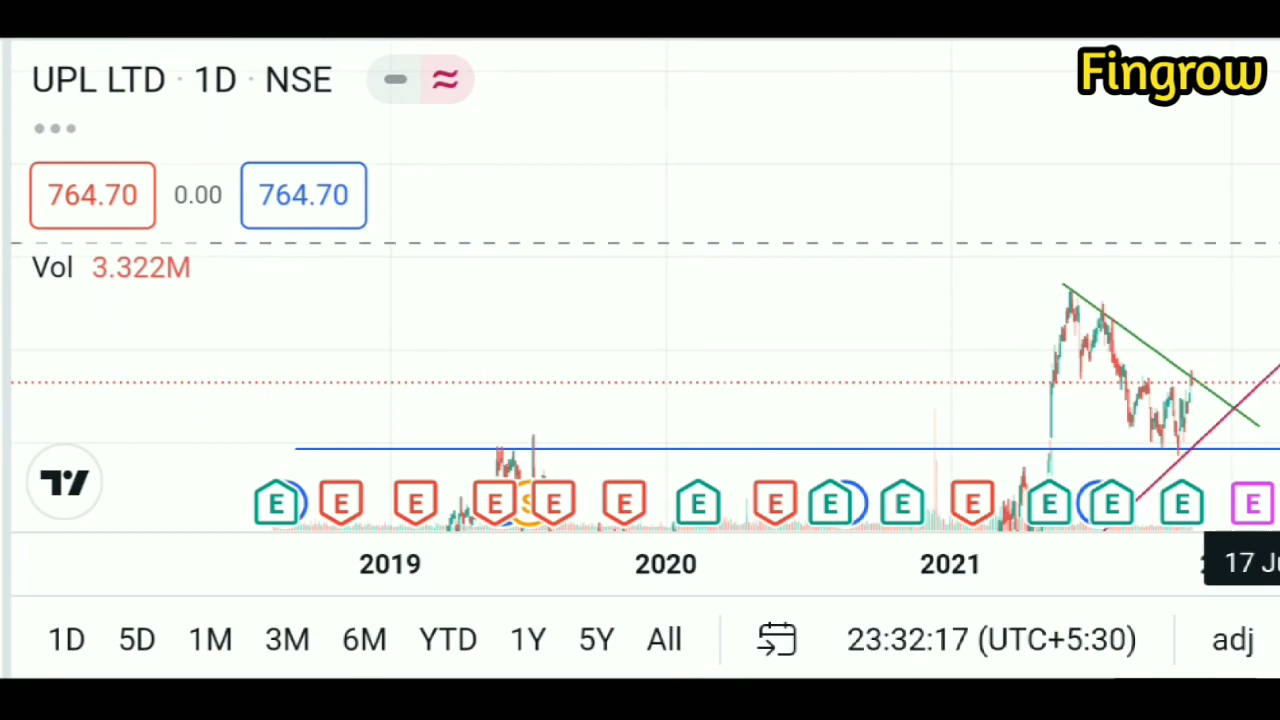 UPL LTD · 1D · NSE
Fingrow
764.70 0.00 764.70
Vol 3.322M
E E E E S E E E E E E E E E E E
2019 2020 2021 17
1D 5D 1M 3M 6M YTD 1Y 5Y All 23:32:17 (UTC+5:30) adj